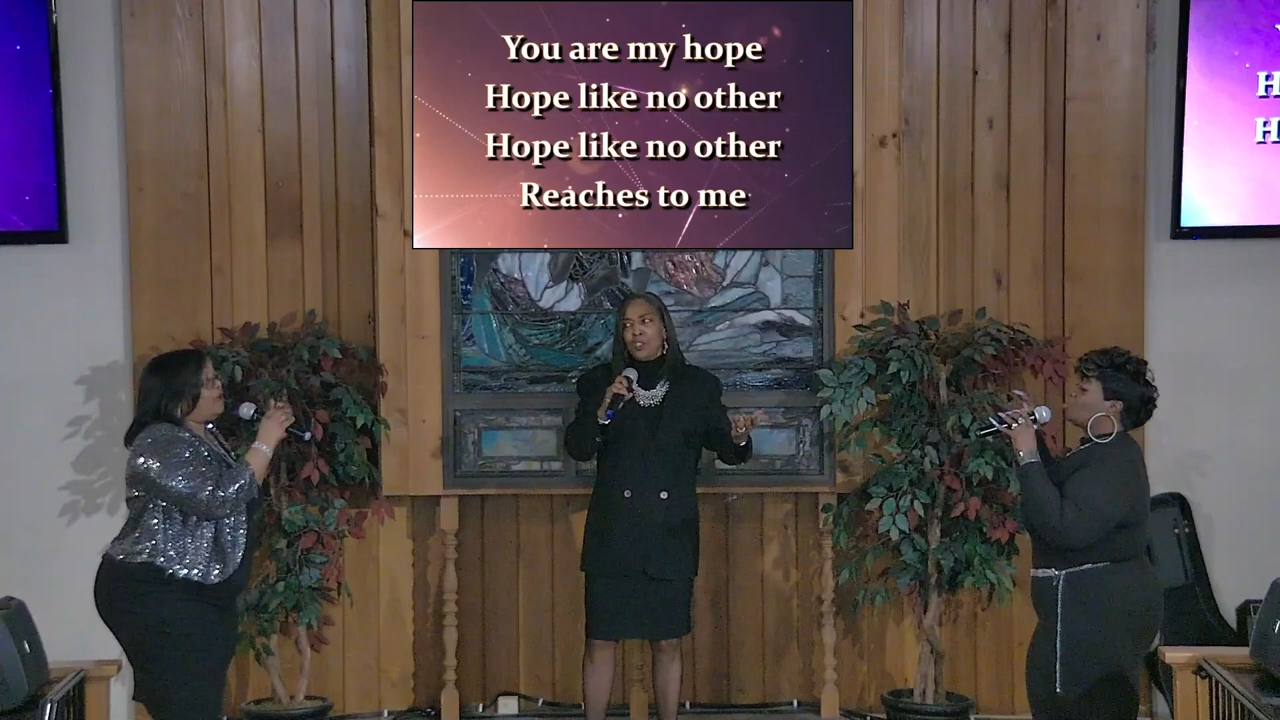 You are my hope
Hope like no other
Hope like no other
Reaches to me
H
H